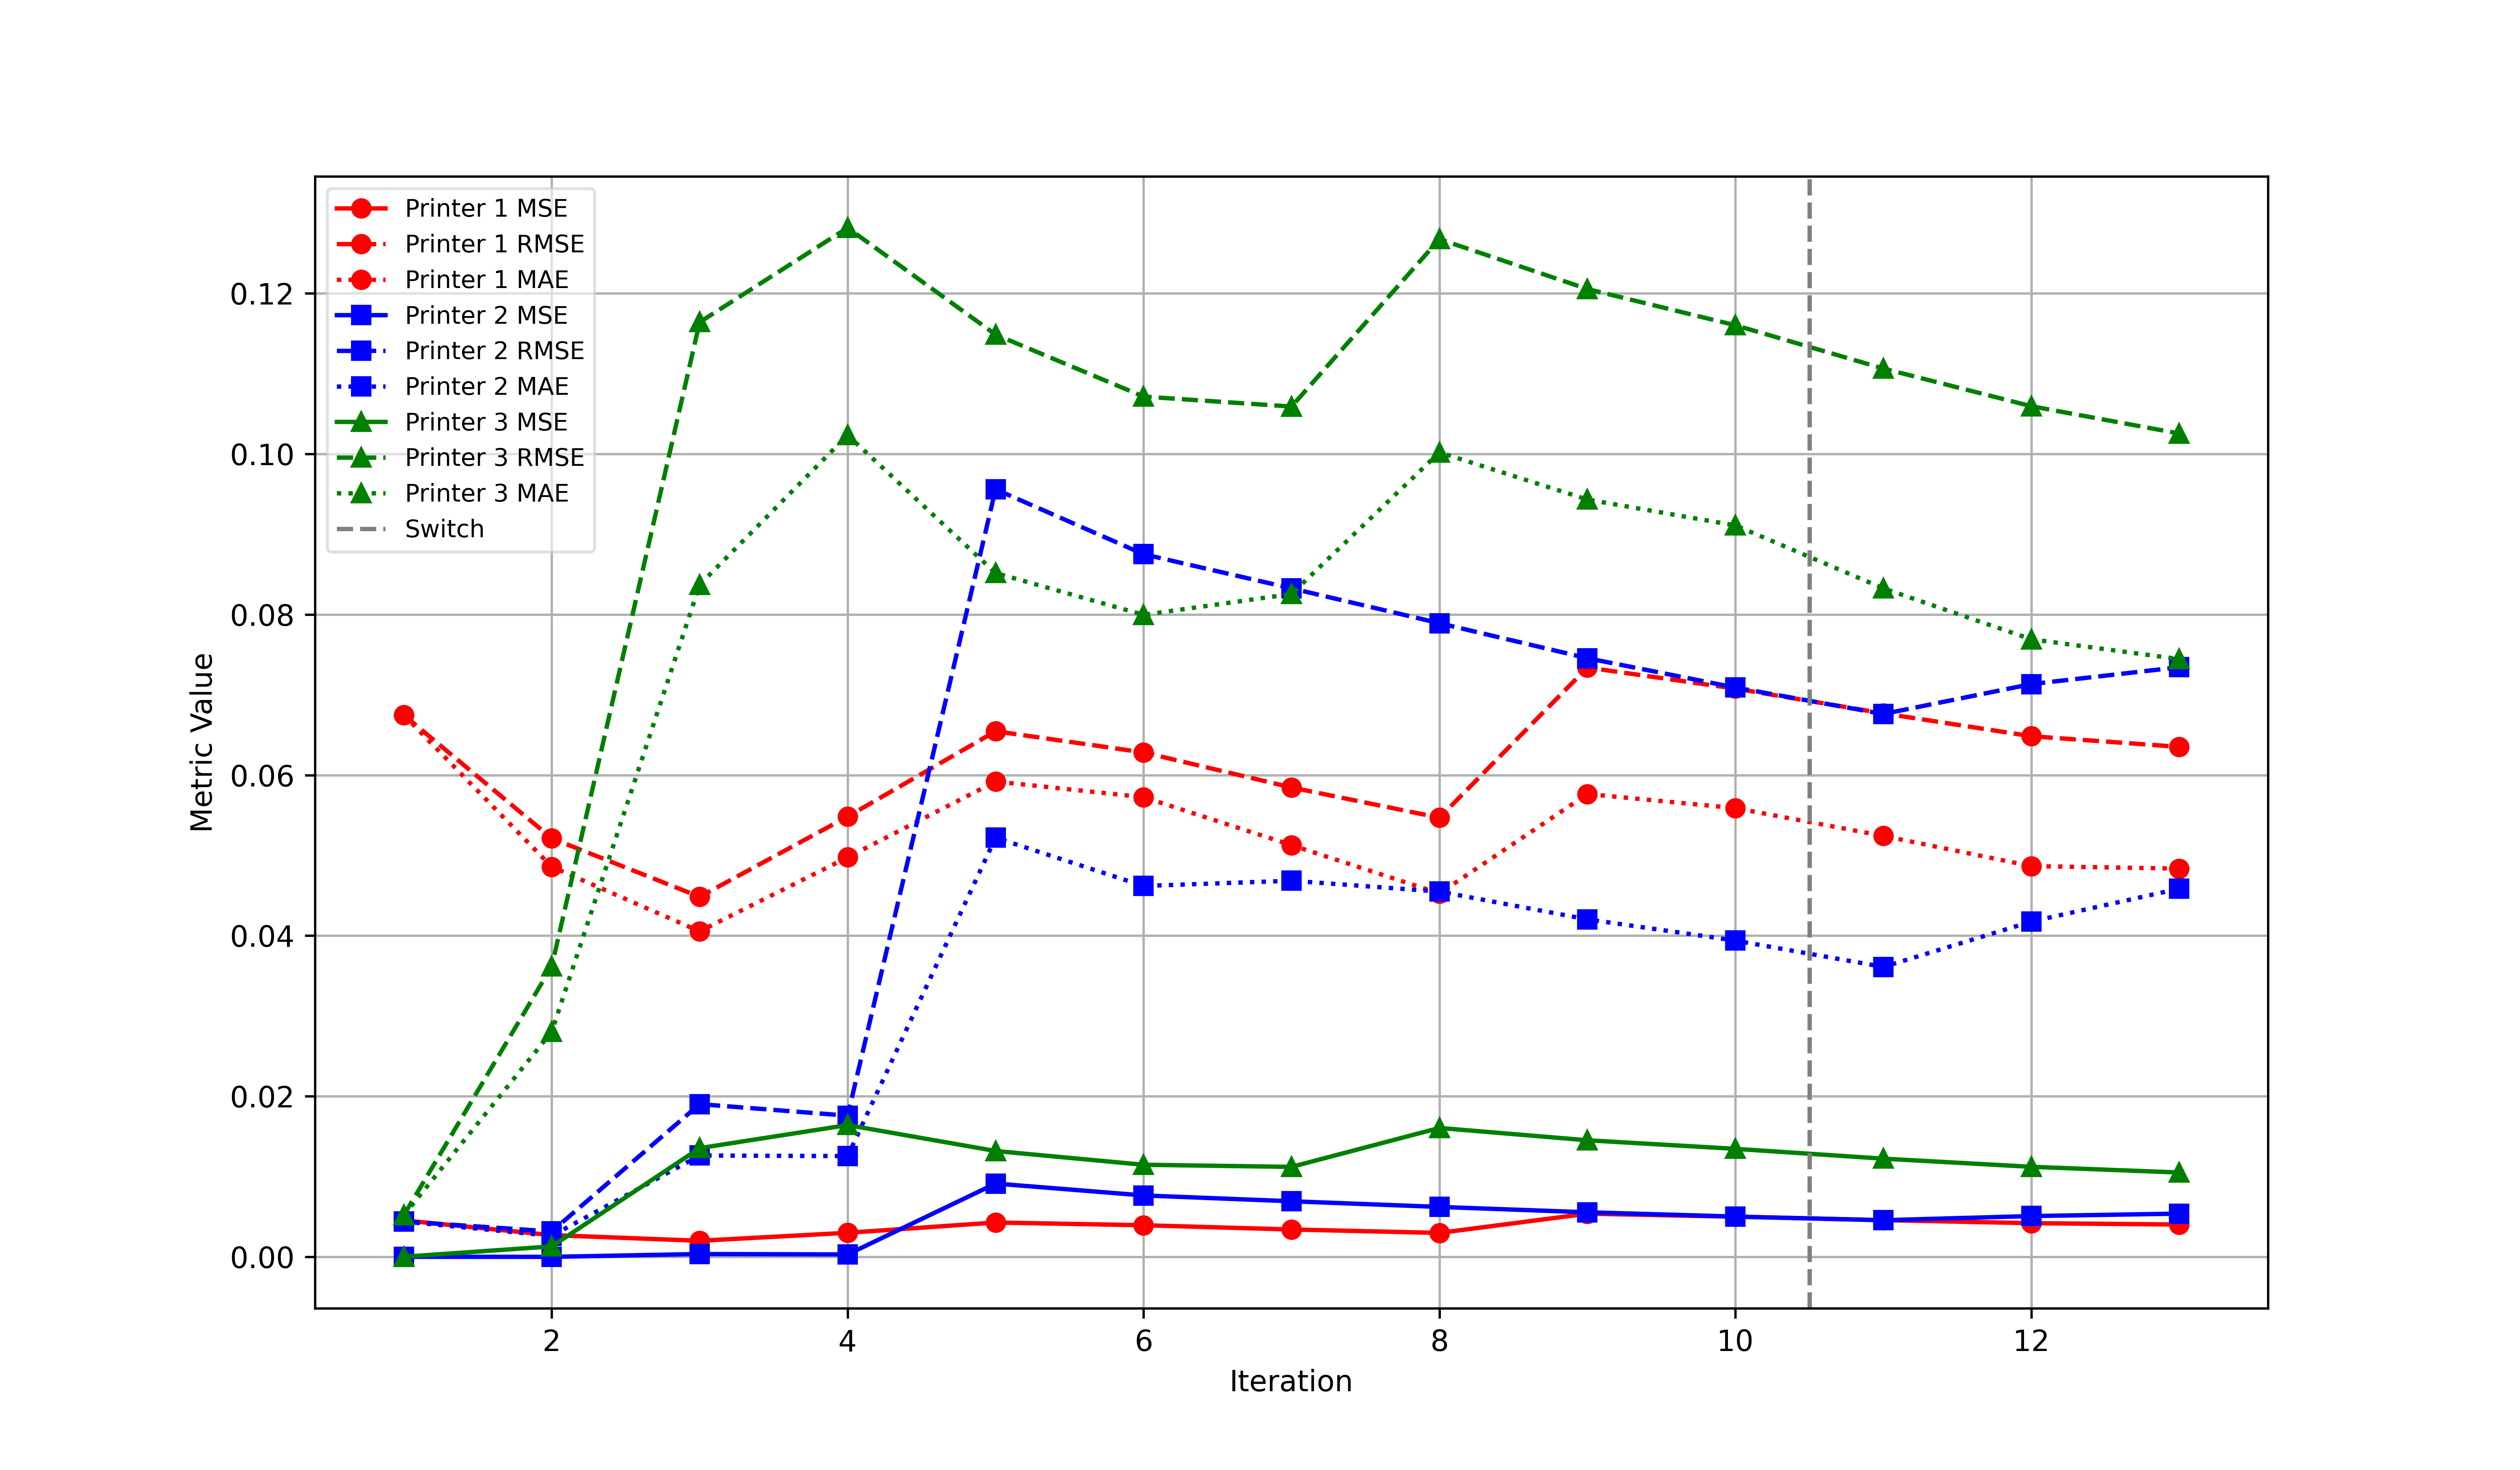 Printer 1 MSE
Printer 1 RMSE
Printer 1 MAE
Printer 2 MSE
Printer 2 RMSE
Printer 2 MAE
Printer 3 MSE
Printer 3 RMSE
Printer 3 MAE
Switch
0.12
0.10
0.08
0.06
0.04
0.02
0.00
Metric Value
2 4 6 8 10 12
Iteration